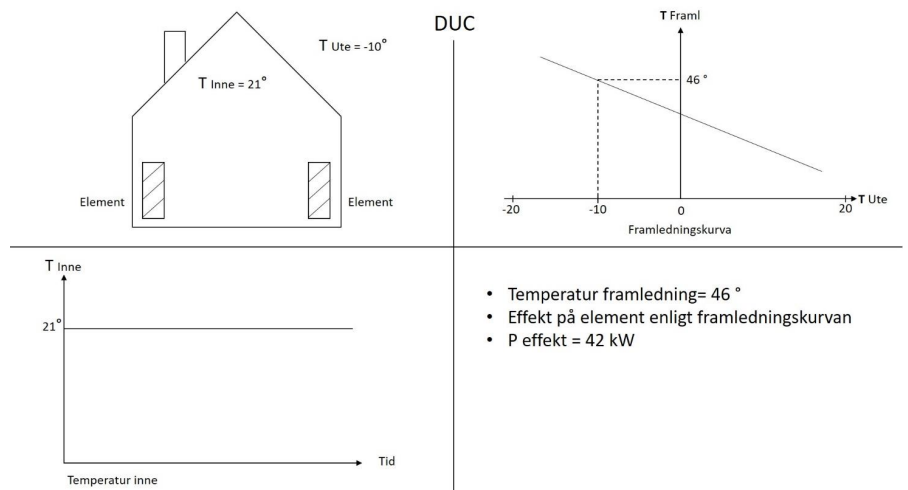 DUC
T Ute = -10°
T Inne = 21°
Element
Element
T Framl
46 °
-20
-10
0
20
T Ute
Framledningskurva
T Inne
21°
Tid
Temperatur inne
• Temperatur framledning= 46 °
• Effekt på element enligt framledningskurvan
• P effekt = 42 kW